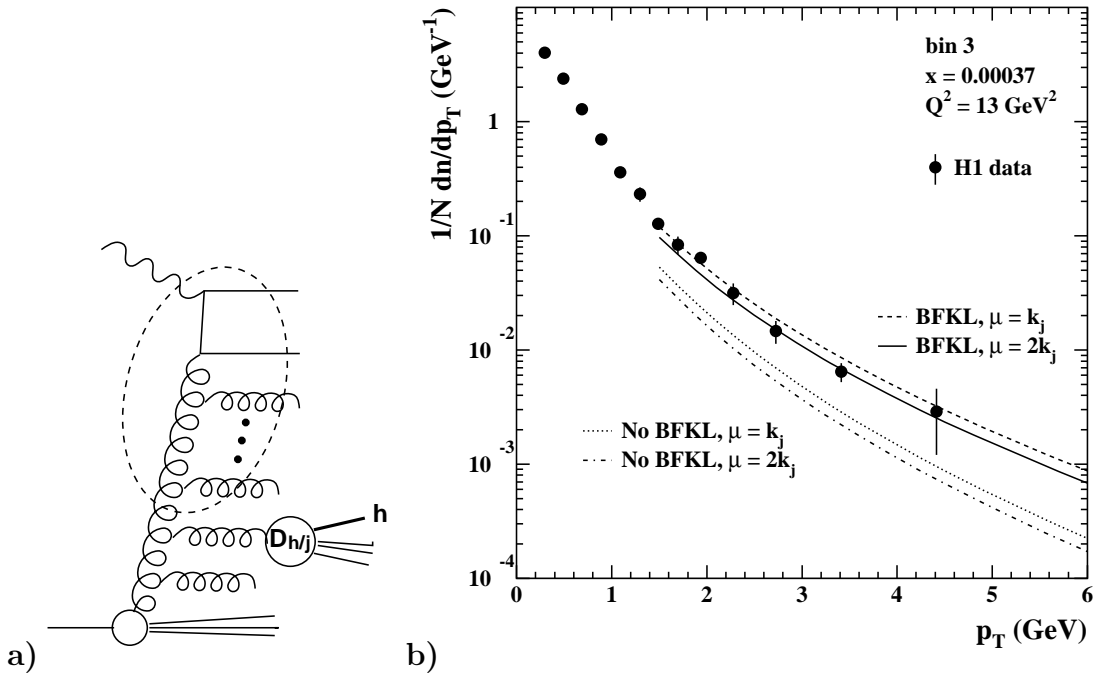 a)
h
D_{h/j}
b)
1/N dn/dp_T (GeV^{-1})
1
10^{-1}
10^{-2}
10^{-3}
10^{-4}
bin 3
x = 0.00037
Q^2 = 13 GeV^2
H1 data
BFKL, μ = k_j
BFKL, μ = 2k_j
No BFKL, μ = k_j
No BFKL, μ = 2k_j
0 1 2 3 4 5 6
p_T (GeV)